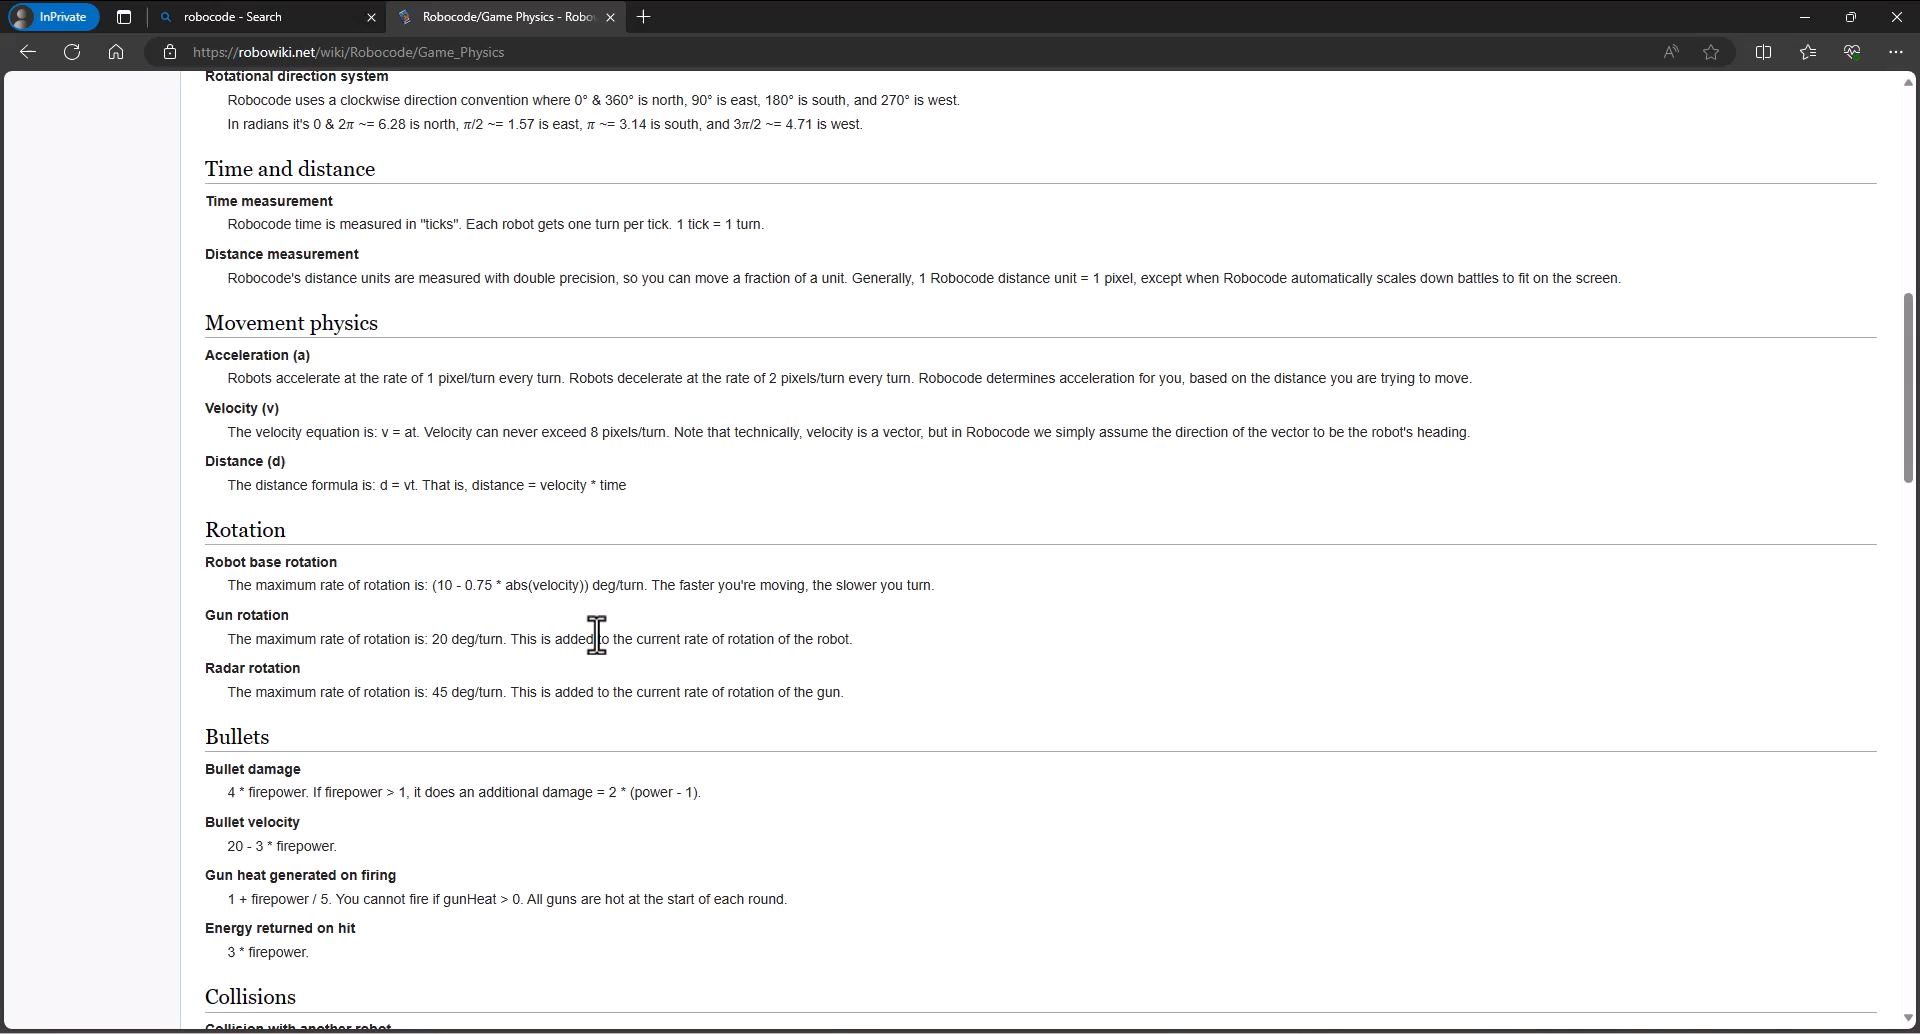 InPrivate
robocode - Search
Robocode/Game Physics - Robo
https://robowiki.net/wiki/Robocode/Game_Physics
Rotational direction system
Robocode uses a clockwise direction convention where 0° & 360° is north, 90° is east, 180° is south, and 270° is west.
In radians it's 0 & 2π ~= 6.28 is north, π/2 ~= 1.57 is east, π ~= 3.14 is south, and 3π/2 ~= 4.71 is west.
Time and distance
Time measurement
Robocode time is measured in "ticks". Each robot gets one turn per tick. 1 tick = 1 turn.
Distance measurement
Robocode's distance units are measured with double precision, so you can move a fraction of a unit. Generally, 1 Robocode distance unit = 1 pixel, except when Robocode automatically scales down battles to fit on the screen.
Movement physics
Acceleration (a)
Robots accelerate at the rate of 1 pixel/turn every turn. Robots decelerate at the rate of 2 pixels/turn every turn. Robocode determines acceleration for you, based on the distance you are trying to move.
Velocity (v)
The velocity equation is: v = at. Velocity can never exceed 8 pixels/turn. Note that technically, velocity is a vector, but in Robocode we simply assume the direction of the vector to be the robot's heading.
Distance (d)
The distance formula is: d = vt. That is, distance = velocity * time
Rotation
Robot base rotation
The maximum rate of rotation is: (10 - 0.75 * abs(velocity)) deg/turn. The faster you're moving, the slower you turn.
Gun rotation
The maximum rate of rotation is: 20 deg/turn. This is added to the current rate of rotation of the robot.
Radar rotation
The maximum rate of rotation is: 45 deg/turn. This is added to the current rate of rotation of the gun.
Bullets
Bullet damage
4 * firepower. If firepower > 1, it does an additional damage = 2 * (power - 1).
Bullet velocity
20 - 3 * firepower.
Gun heat generated on firing
1 + firepower / 5. You cannot fire if gunHeat > 0. All guns are hot at the start of each round.
Energy returned on hit
3 * firepower.
Collisions
Collision with another robot